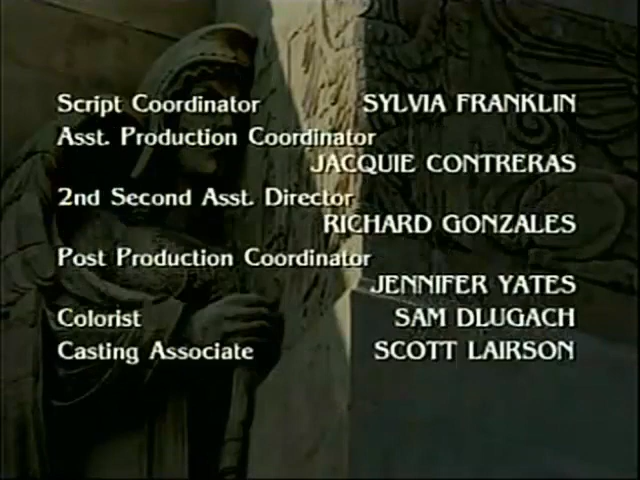 Script Coordinator SYLVIA FRANKLIN
Asst. Production Coordinator
JACQUIE CONTRERAS
2nd Second Asst. Director
RICHARD GONZALES
Post Production Coordinator
JENNIFER YATES
Colorist SAM DLUGACH
Casting Associate SCOTT LAIRSON